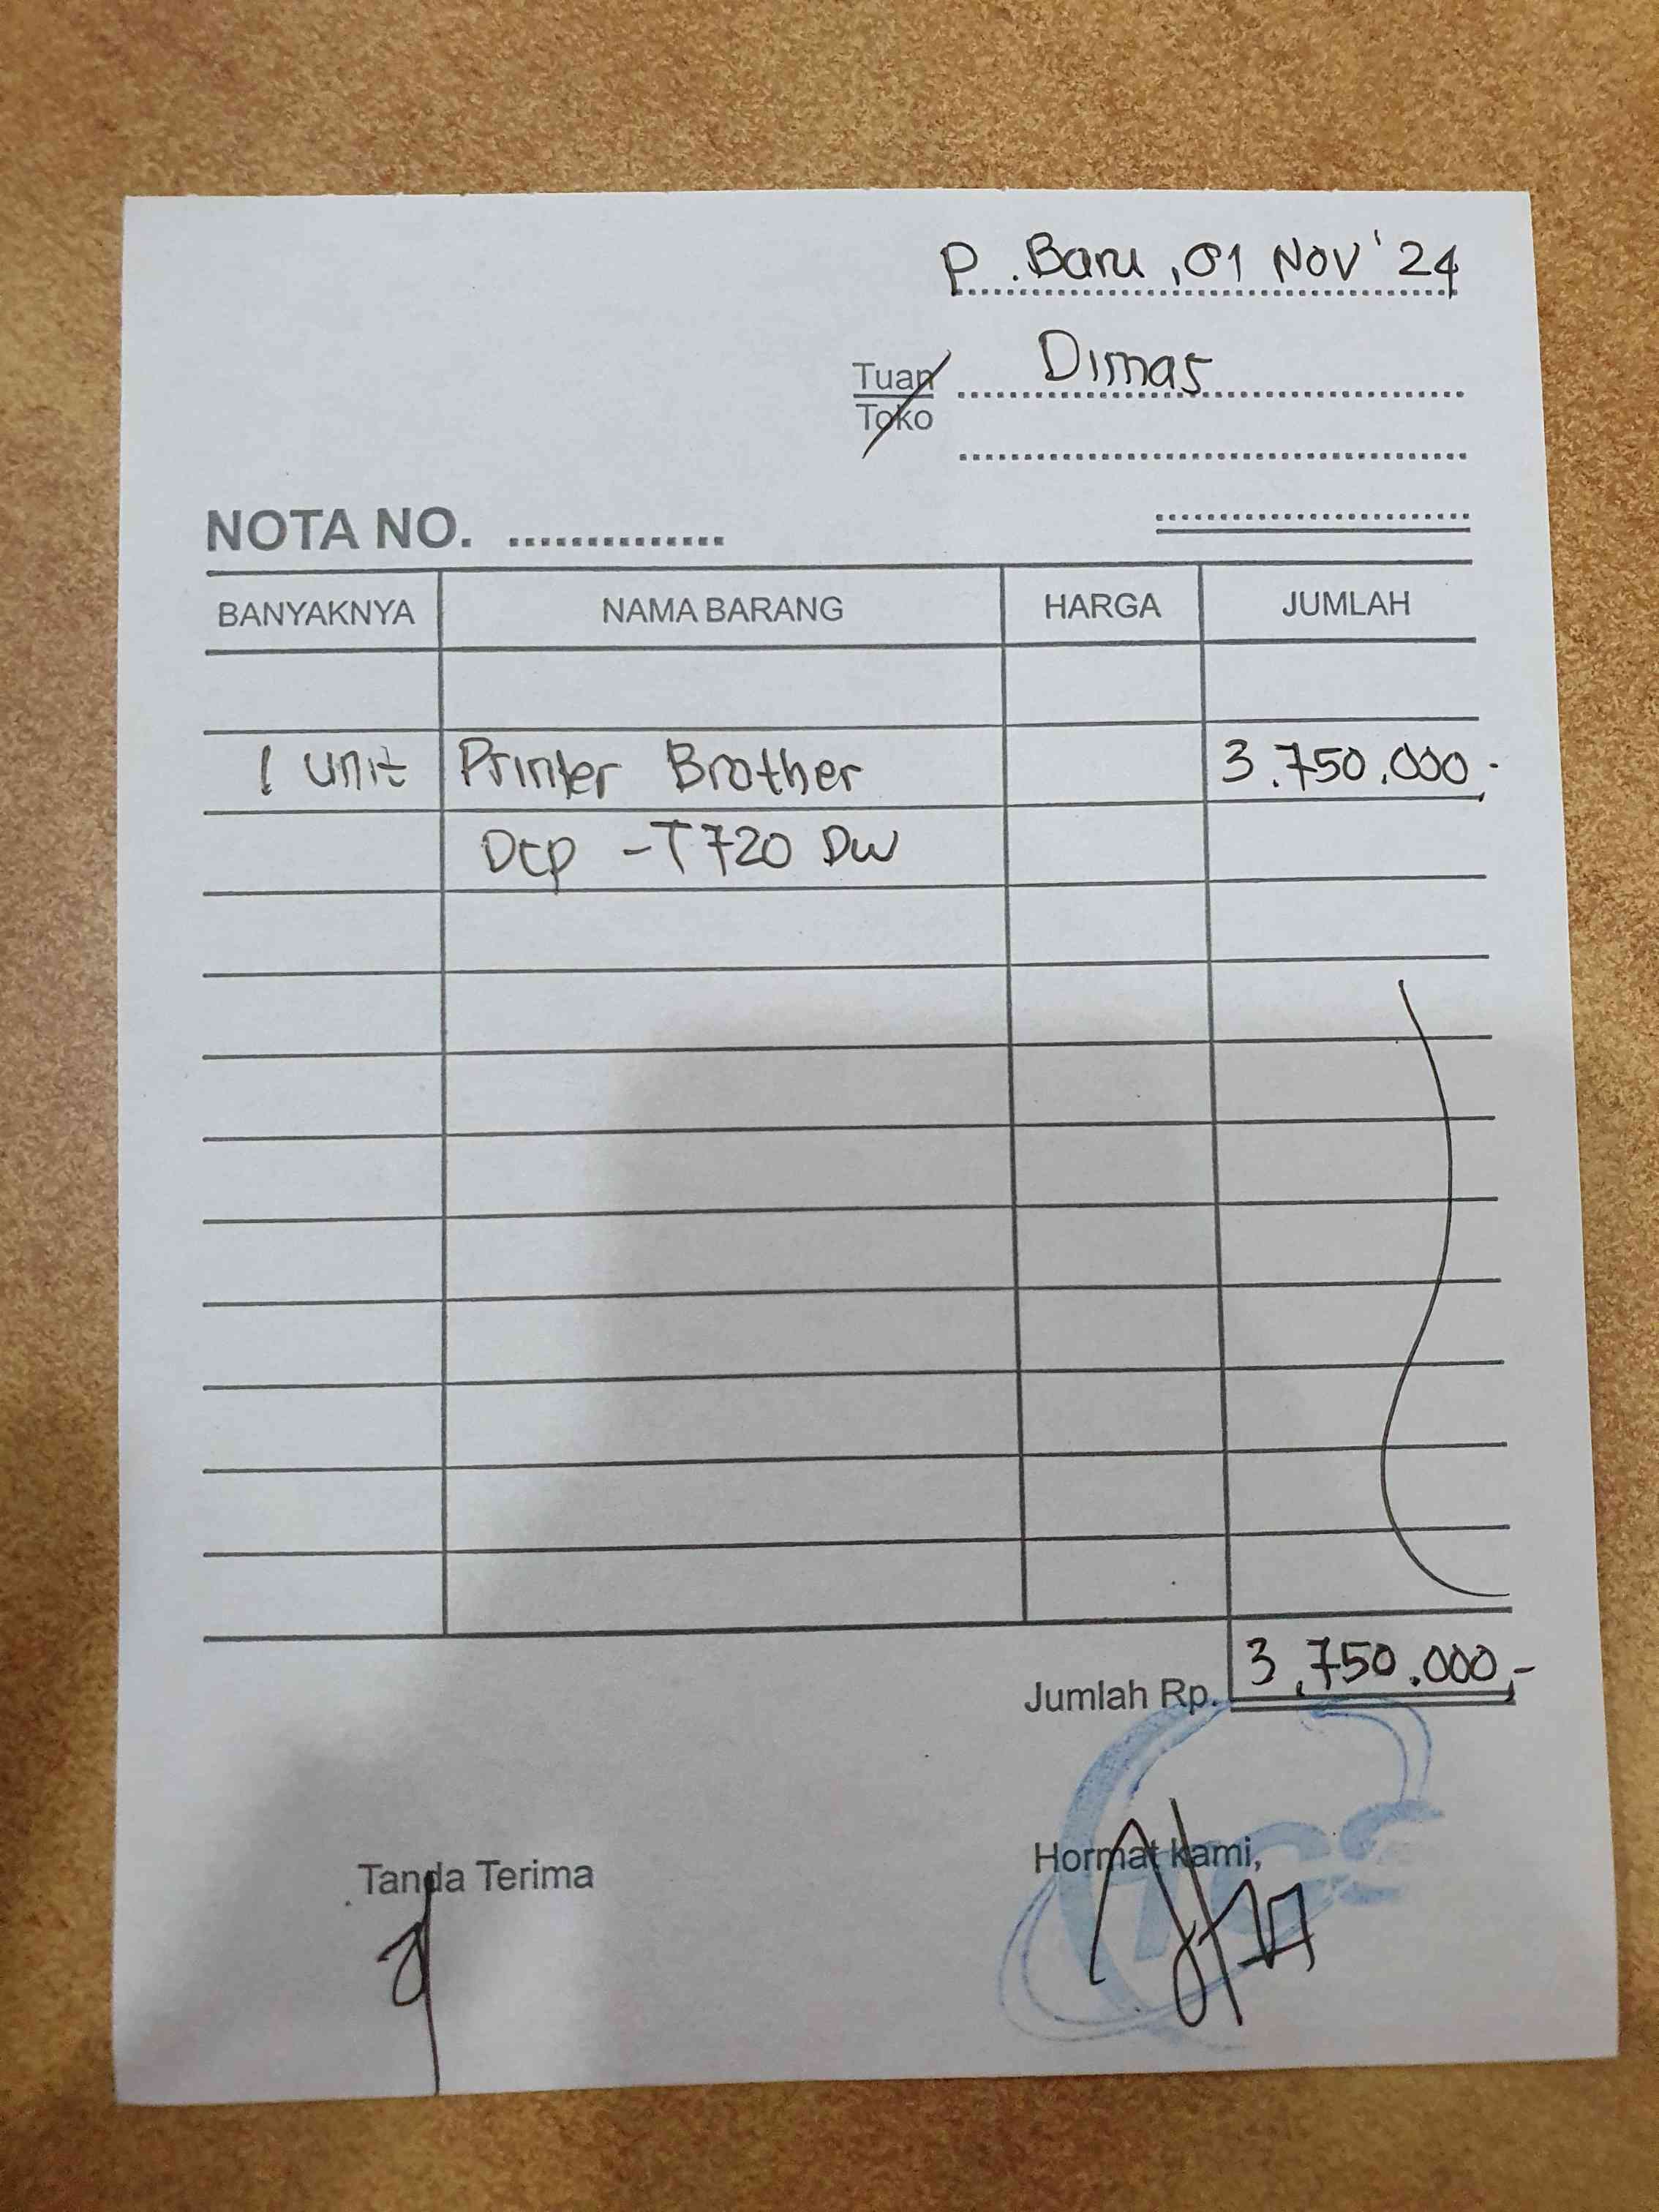 P. Baru, 01 Nov '24
Tuan Dimas
Toko
NOTA NO. ..............
BANYAKNYA NAMA BARANG HARGA JUMLAH
1 unit Printer Brother 3.750.000,-
Dcp - T720 Dw
Jumlah Rp. 3.750.000,-
Tanda Terima Hormat kami,